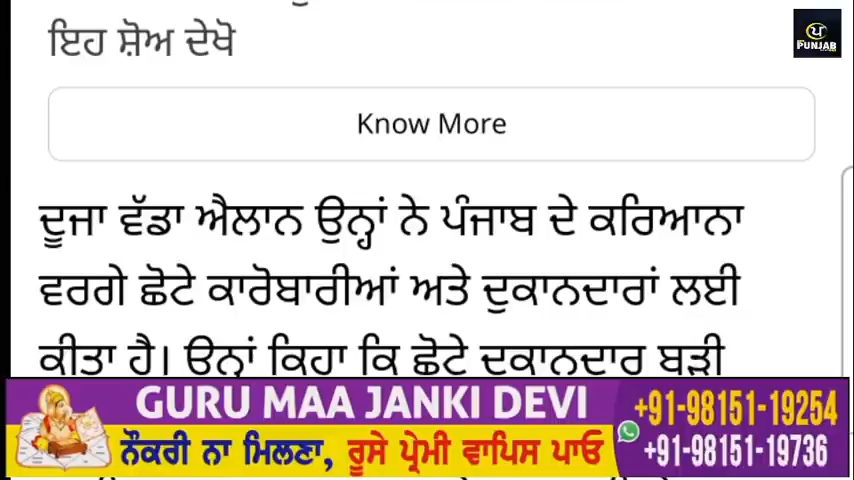 ਇਹ ਸ਼ੋਅ ਦੇਖੋ
ਪ
PUNJAB
Know More
ਦੂਜਾ ਵੱਡਾ ਐਲਾਨ ਉਨ੍ਹਾਂ ਨੇ ਪੰਜਾਬ ਦੇ ਕਰਿਆਨਾ
ਵਰਗੇ ਛੋਟੇ ਕਾਰੋਬਾਰੀਆਂ ਅਤੇ ਦੁਕਾਨਦਾਰਾਂ ਲਈ
ਕੀਤਾ ਹੈ। ਉਨਾਂ ਕਿਹਾ ਕਿ ਛੋਟੇ ਦੁਕਾਨਦਾਰ ਬੜੀ
GURU MAA JANKI DEVI
ਨੌਕਰੀ ਨਾ ਮਿਲਣਾ, ਰੂਸੇ ਪ੍ਰੇਮੀ ਵਾਪਿਸ ਪਾਓ
+91-98151-19254
+91-98151-19736